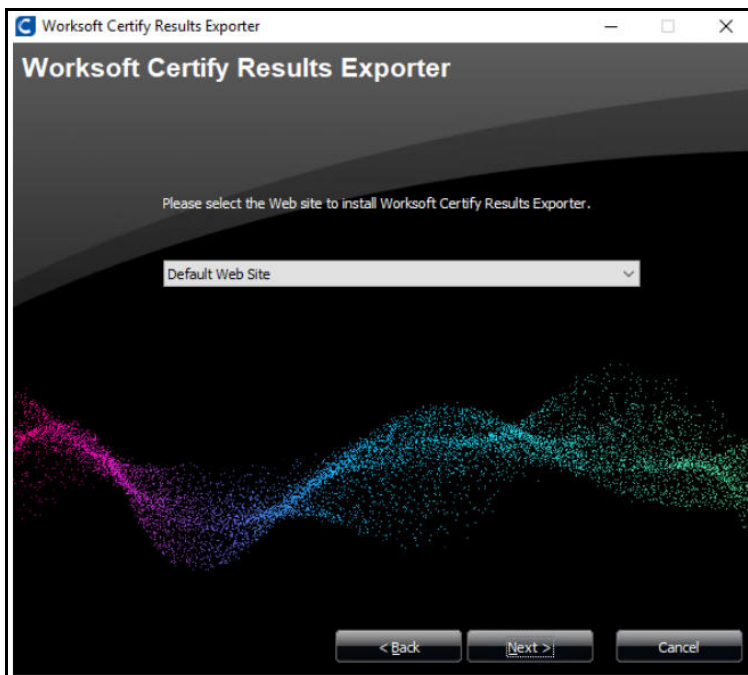 Worksoft Certify Results Exporter
Worksoft Certify Results Exporter
Please select the Web site to install Worksoft Certify Results Exporter.
Default Web Site
< Back Next > Cancel